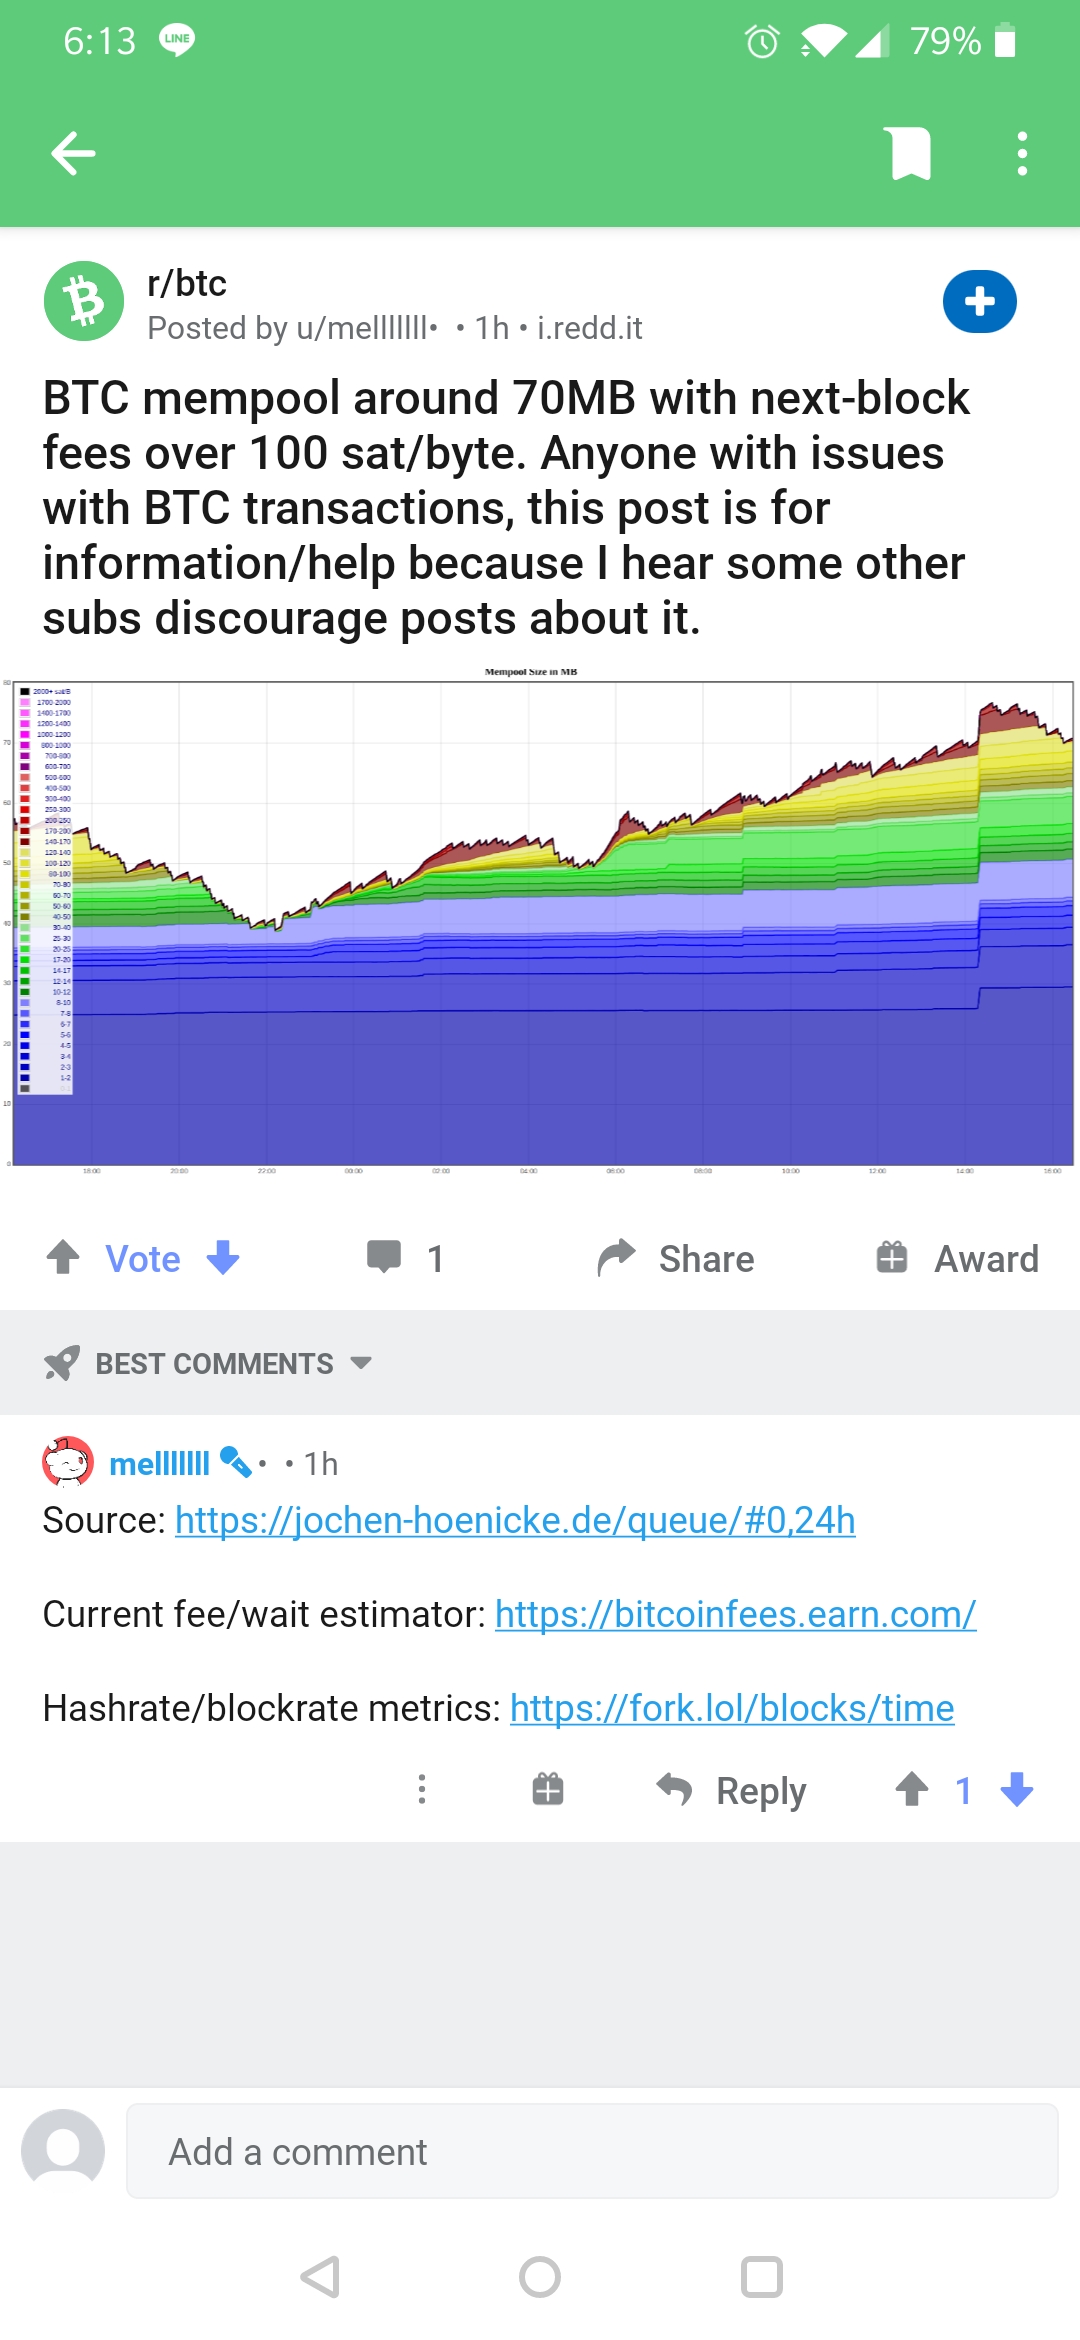 6:13 LINE 79%
r/btc
Posted by u/melllllll• • 1h • i.redd.it
BTC mempool around 70MB with next-block
fees over 100 sat/byte. Anyone with issues
with BTC transactions, this post is for
information/help because I hear some other
subs discourage posts about it.
Mempool Size in MB
80
70
60
50
40
30
20
10
0
2000+ sat/B
1700-2000
1400-1700
1200-1400
1000-1200
800-1000
700-800
600-700
500-600
400-500
300-400
250-300
200-250
170-200
140-170
120-140
100-120
80-100
70-80
60-70
50-60
40-50
30-40
25-30
20-25
17-20
14-17
12-14
10-12
8-10
7-8
6-7
5-6
4-5
3-4
2-3
1-2
18:00 20:00 22:00 00:00 02:00 04:00 06:00 08:00 10:00 12:00 14:00 16:00
Vote 1 Share Award
BEST COMMENTS
melllllll • • 1h
Source: https://jochen-hoenicke.de/queue/#0,24h
Current fee/wait estimator: https://bitcoinfees.earn.com/
Hashrate/blockrate metrics: https://fork.lol/blocks/time
Reply 1
Add a comment